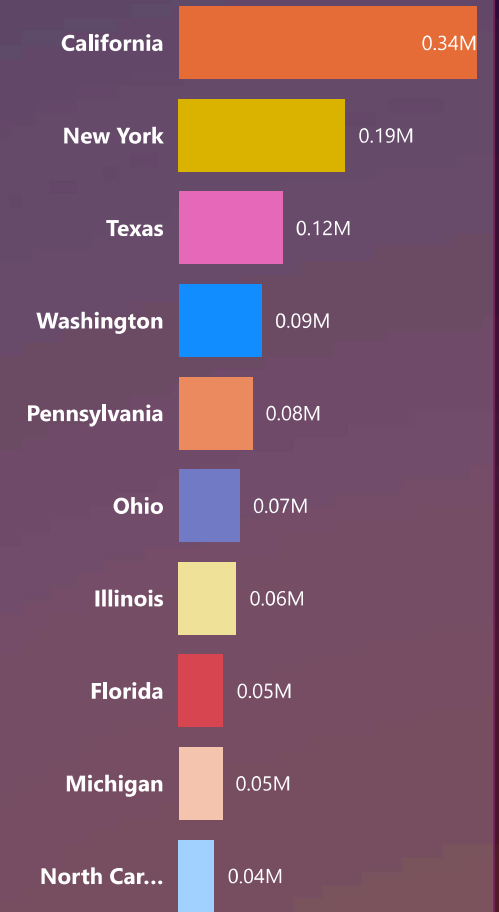 California 0.34M
New York 0.19M
Texas 0.12M
Washington 0.09M
Pennsylvania 0.08M
Ohio 0.07M
Illinois 0.06M
Florida 0.05M
Michigan 0.05M
North Car... 0.04M